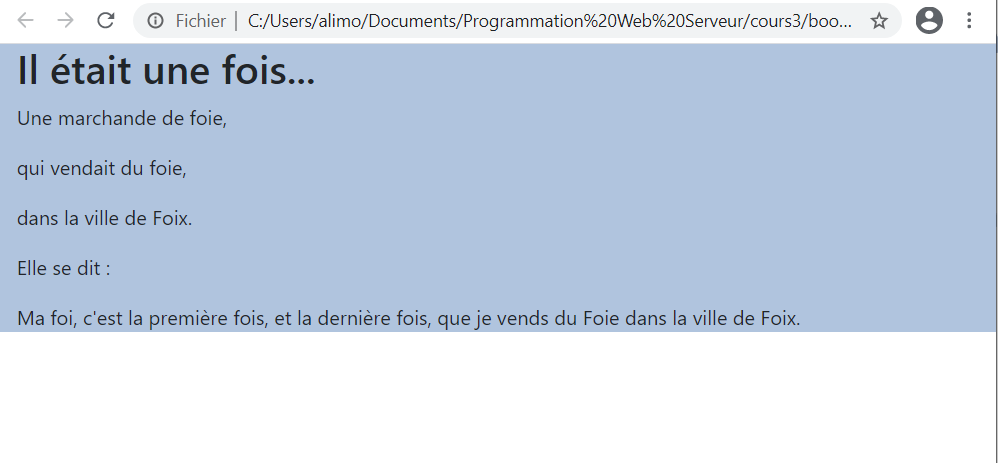 Fichier | C:/Users/alimo/Documents/Programmation%20Web%20Serveur/cours3/boo...
Il était une fois...
Une marchande de foie,
qui vendait du foie,
dans la ville de Foix.
Elle se dit :
Ma foi, c'est la première fois, et la dernière fois, que je vends du Foie dans la ville de Foix.